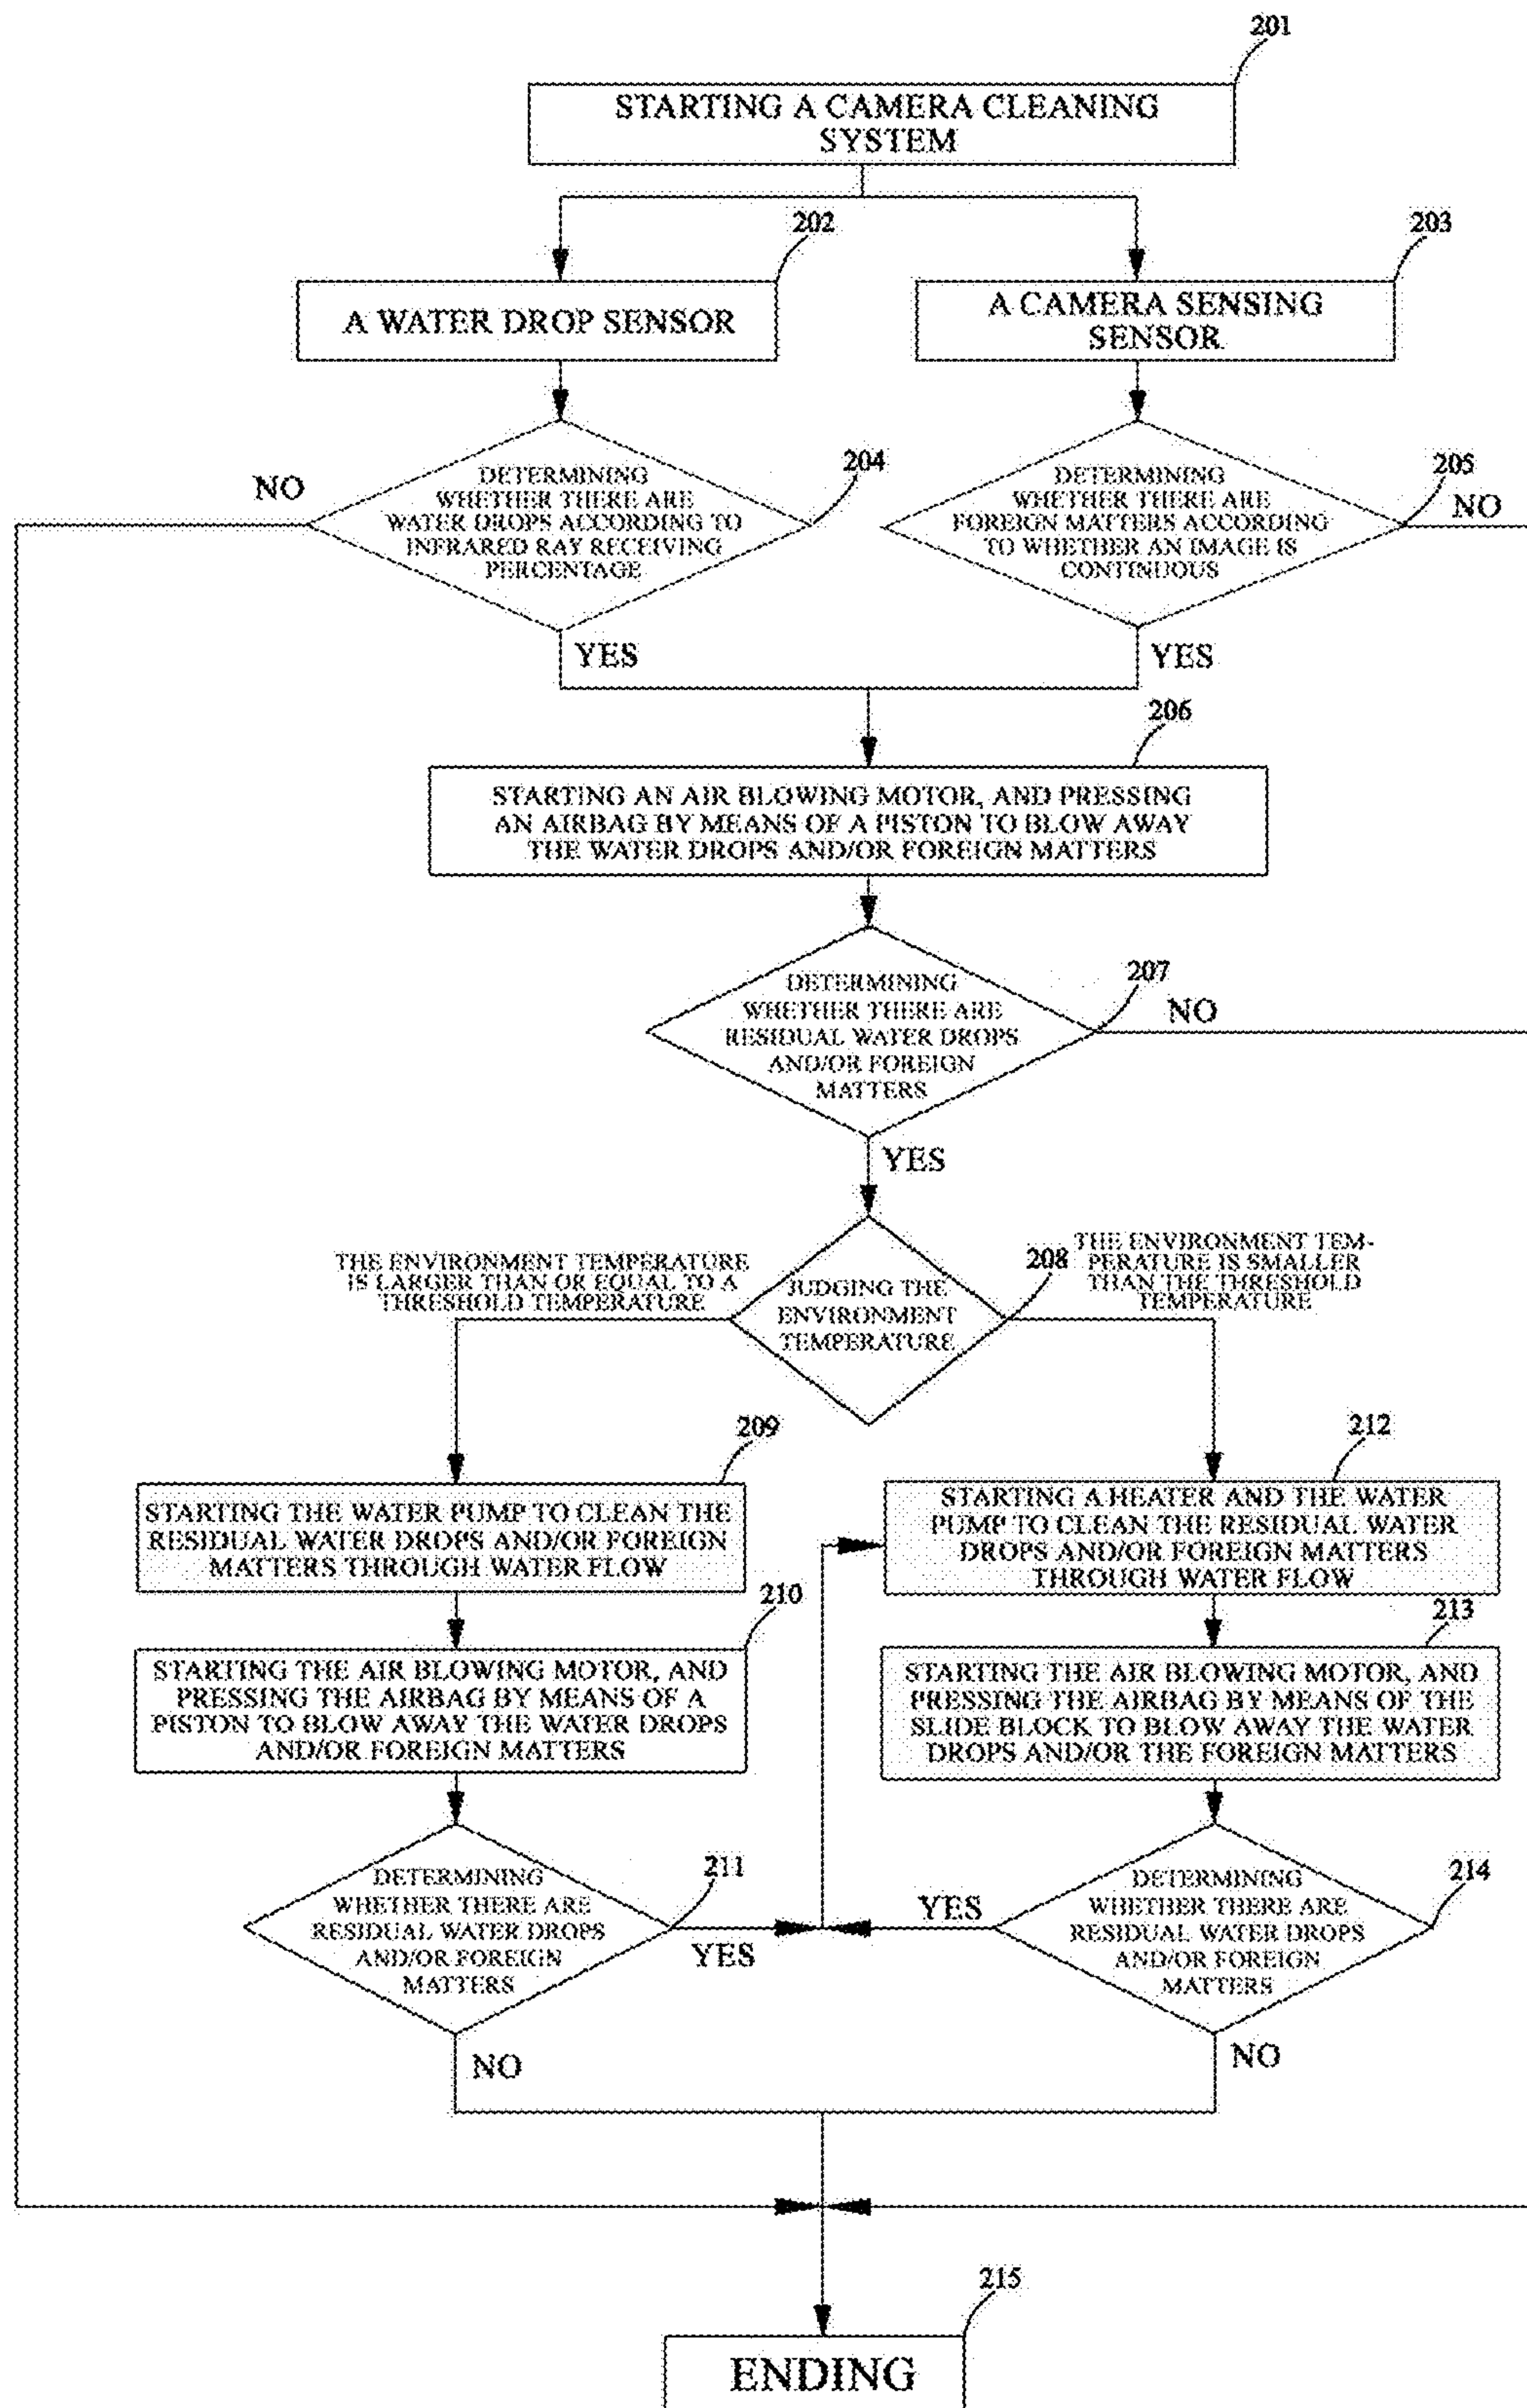 201
STARTING A CAMERA CLEANING
SYSTEM
202
203
A WATER DROP SENSOR
A CAMERA SENSING
SENSOR
NO
DETERMINING
WHETHER THERE ARE
WATER DROPS ACCORDING TO
INFRARED RAY RECEIVING
PERCENTAGE
204
DETERMINING
WHETHER THERE ARE
FOREIGN MATTERS ACCORDING
TO WHETHER AN IMAGE IS
CONTINUOUS
205
NO
YES
YES
206
STARTING AN AIR BLOWING MOTOR, AND PRESSING
AN AIRBAG BY MEANS OF A PISTON TO BLOW AWAY
THE WATER DROPS AND/OR FOREIGN MATTERS
DETERMINING
WHETHER THERE ARE
RESIDUAL WATER DROPS
AND/OR FOREIGN
MATTERS
207
NO
YES
THE ENVIRONMENT TEMPERATURE
IS LARGER THAN OR EQUAL TO A
THRESHOLD TEMPERATURE
JUDGING THE
ENVIRONMENT
TEMPERATURE
208
THE ENVIRONMENT TEM-
PERATURE IS SMALLER
THAN THE THRESHOLD
TEMPERATURE
209
STARTING THE WATER PUMP TO CLEAN THE
RESIDUAL WATER DROPS AND/OR FOREIGN
MATTERS THROUGH WATER FLOW
212
STARTING A HEATER AND THE WATER
PUMP TO CLEAN THE RESIDUAL WATER
DROPS AND/OR FOREIGN MATTERS
THROUGH WATER FLOW
210
STARTING THE AIR BLOWING MOTOR, AND
PRESSING THE AIRBAG BY MEANS OF A
PISTON TO BLOW AWAY THE WATER DROPS
AND/OR FOREIGN MATTERS
213
STARTING THE AIR BLOWING MOTOR, AND
PRESSING THE AIRBAG BY MEANS OF THE
SLIDE BLOCK TO BLOW AWAY THE WATER
DROPS AND/OR THE FOREIGN MATTERS
DETERMINING
WHETHER THERE ARE
RESIDUAL WATER DROPS
AND/OR FOREIGN
MATTERS
211
YES
YES
DETERMINING
WHETHER THERE ARE
RESIDUAL WATER DROPS
AND/OR FOREIGN
MATTERS
214
NO
NO
215
ENDING